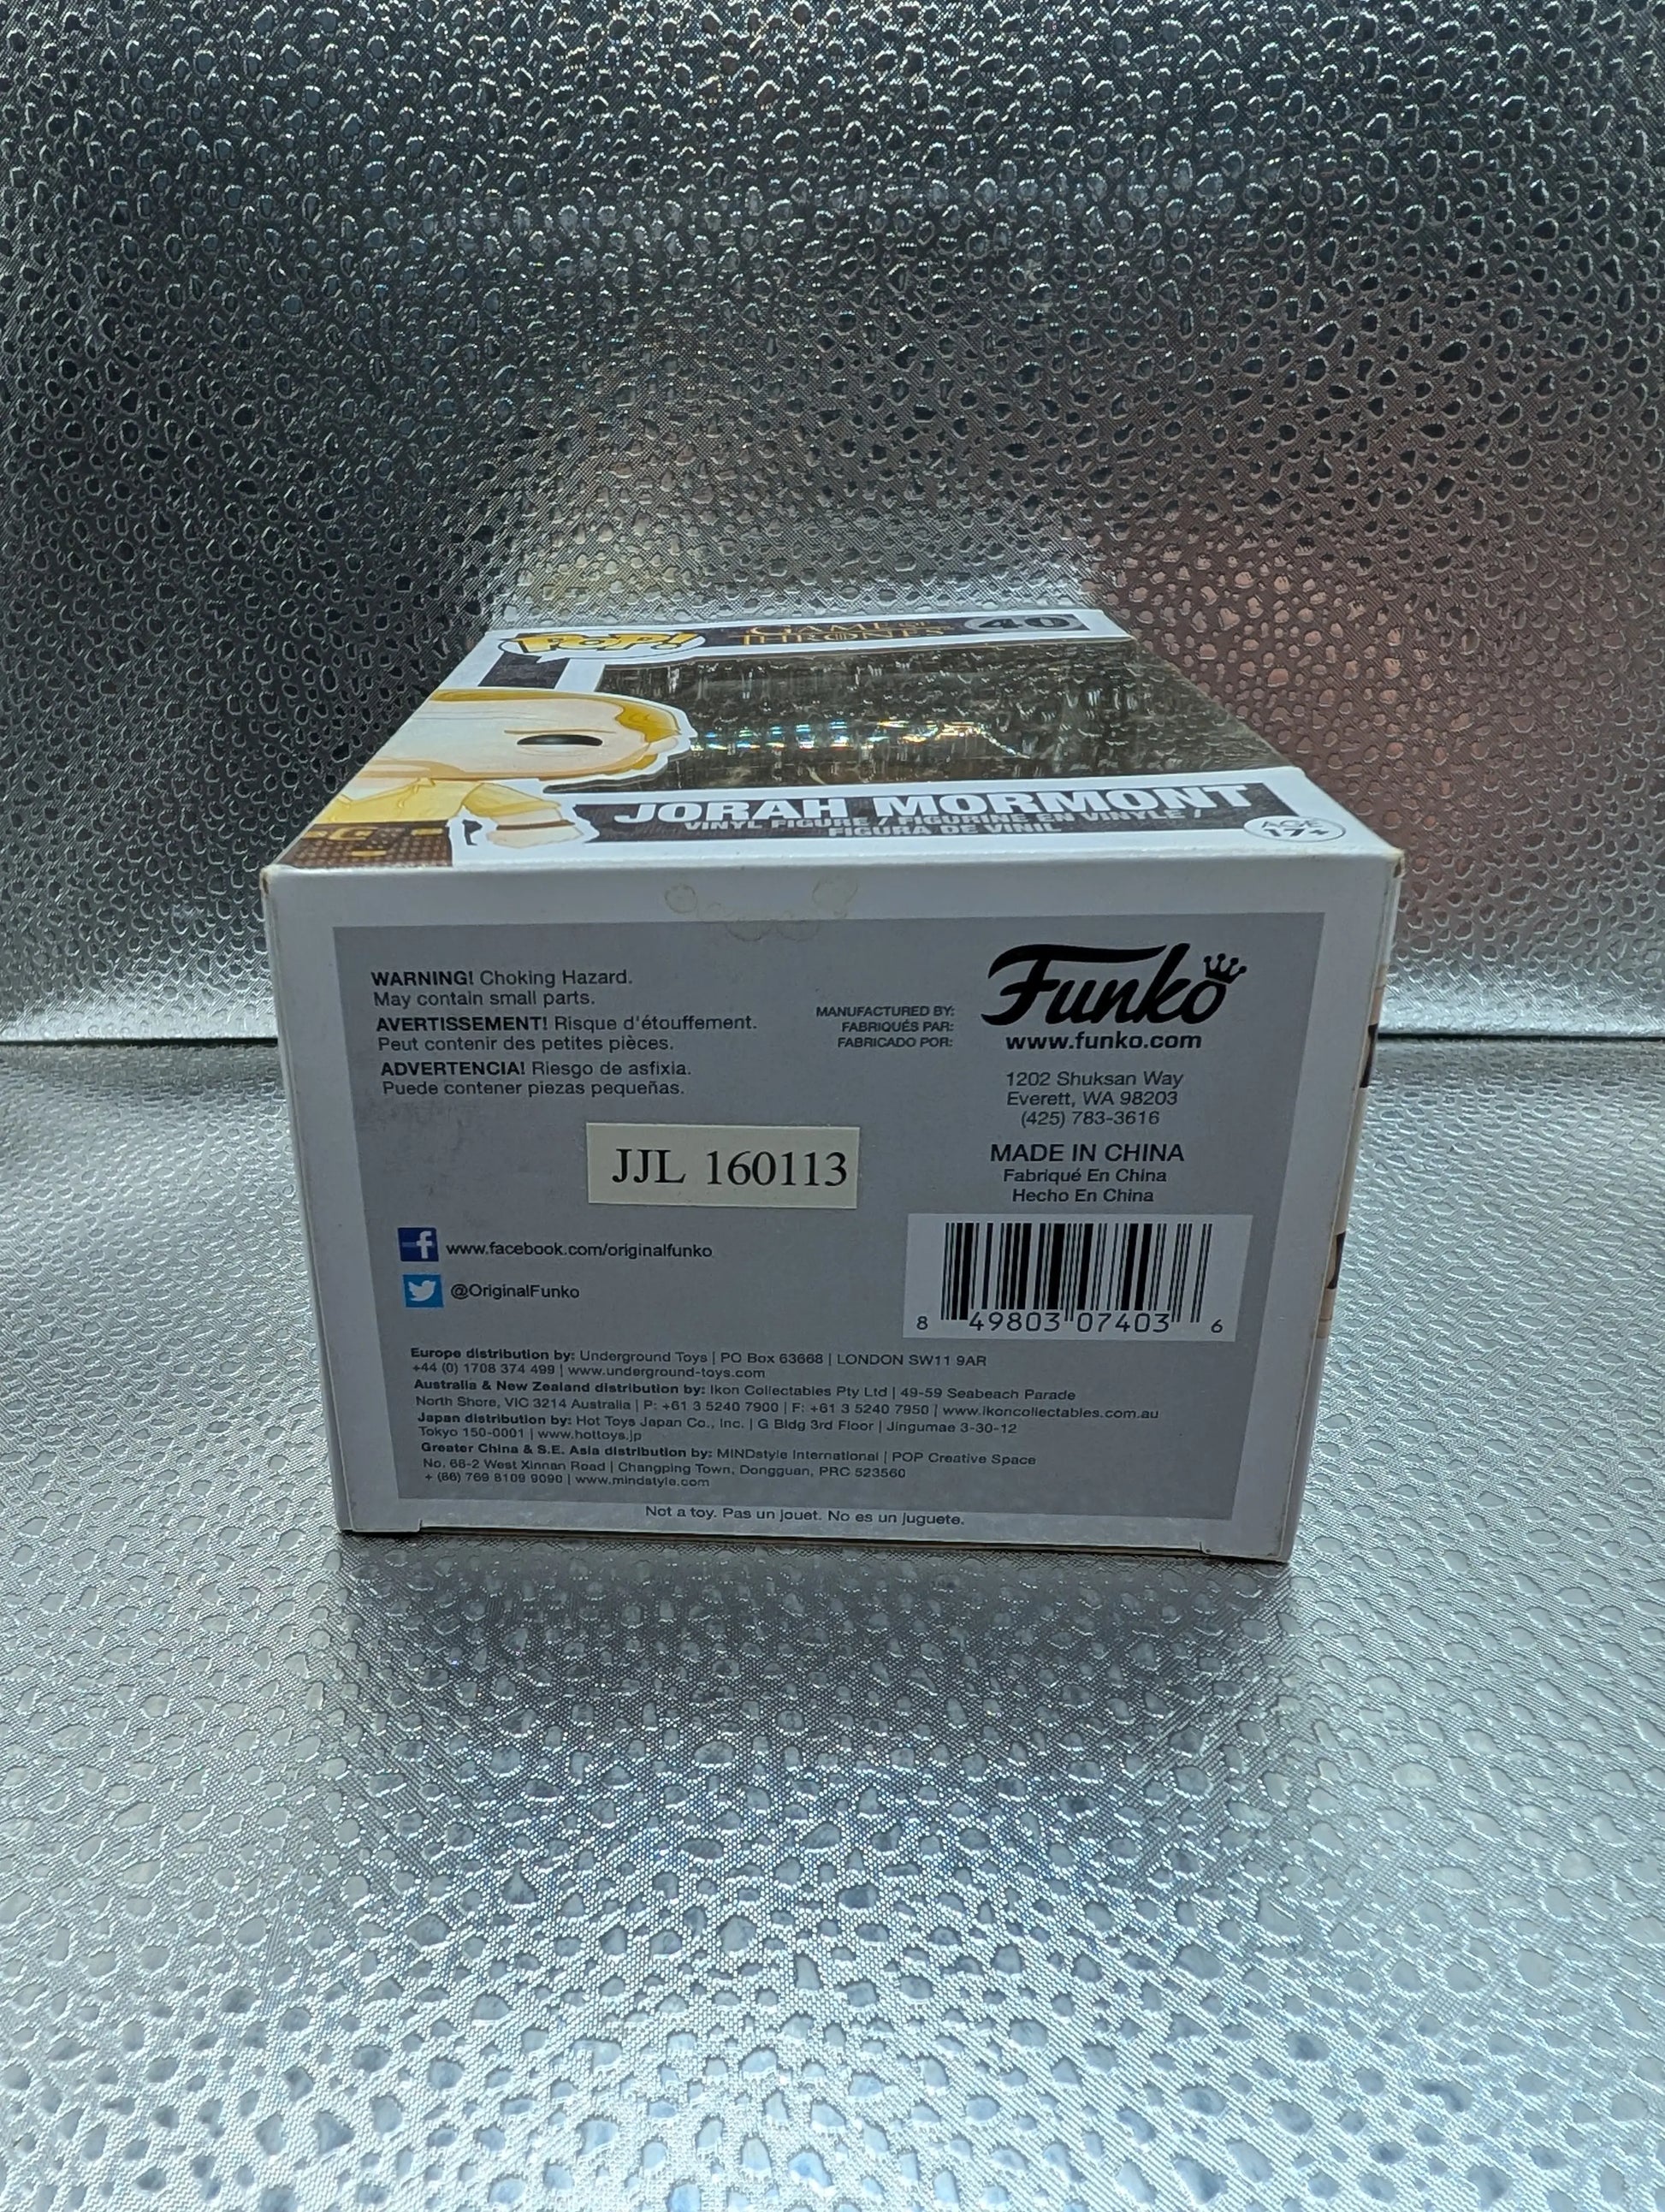 POP!
GAME OF
THRONES
40
JORAH MORMONT
VINYL FIGURE / FIGURINE EN VINYLE /
FIGURA DE VINIL
AGE
17+
WARNING! Choking Hazard.
May contain small parts.
AVERTISSEMENT! Risque d'étouffement.
Peut contenir des petites pièces.
ADVERTENCIA! Riesgo de asfixia.
Puede contener piezas pequeñas.
MANUFACTURED BY:
FABRIQUÉS PAR:
FABRICADO POR:
Funko
www.funko.com
1202 Shuksan Way
Everett, WA 98203
(425) 783-3616
MADE IN CHINA
Fabriqué En China
Hecho En China
JJL 160113
f www.facebook.com/originalfunko
@OriginalFunko
8 49803 07403 6
Europe distribution by: Underground Toys | PO Box 63668 | LONDON SW11 9AR
+44 (0) 1708 374 499 | www.underground-toys.com
Australia & New Zealand distribution by: Ikon Collectables Pty Ltd | 49-59 Seabeach Parade
North Shore, VIC 3214 Australia | P: +61 3 5240 7900 | F: +61 3 5240 7950 | www.ikoncollectables.com.au
Japan distribution by: Hot Toys Japan Co., Inc. | G Bldg 3rd Floor | Jingumae 3-30-12
Tokyo 150-0001 | www.hottoys.jp
Greater China & S.E. Asia distribution by: MINDstyle International | POP Creative Space
No. 68-2 West Xinnan Road | Changping Town, Dongguan, PRC 523560
+ (86) 769 8109 9090 | www.mindstyle.com
Not a toy. Pas un jouet. No es un juguete.